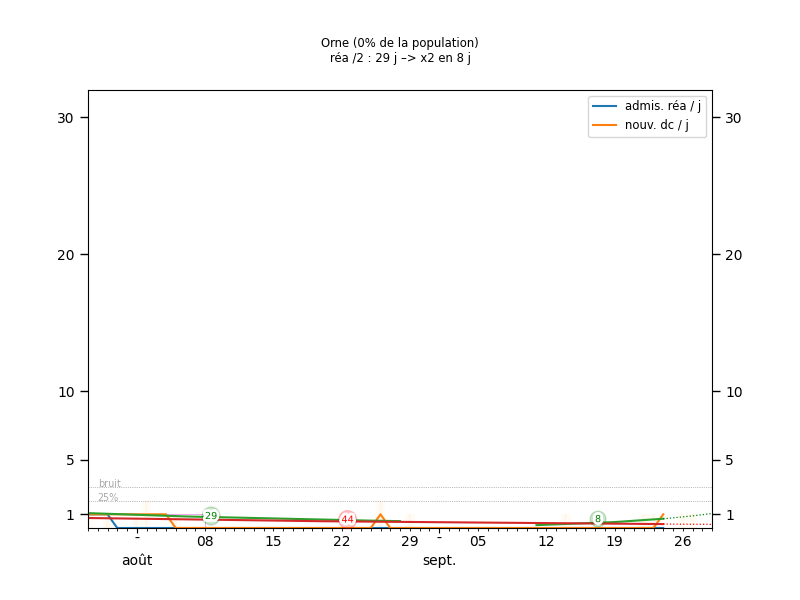 Orne (0% de la population)
réa /2 : 29 j –> x2 en 8 j
admis. réa / j
nouv. dc / j
30 30
20 20
10 10
5 5
bruit
25%
1 29 44 8 1
- 08 15 22 29 - 05 12 19 26
août sept.